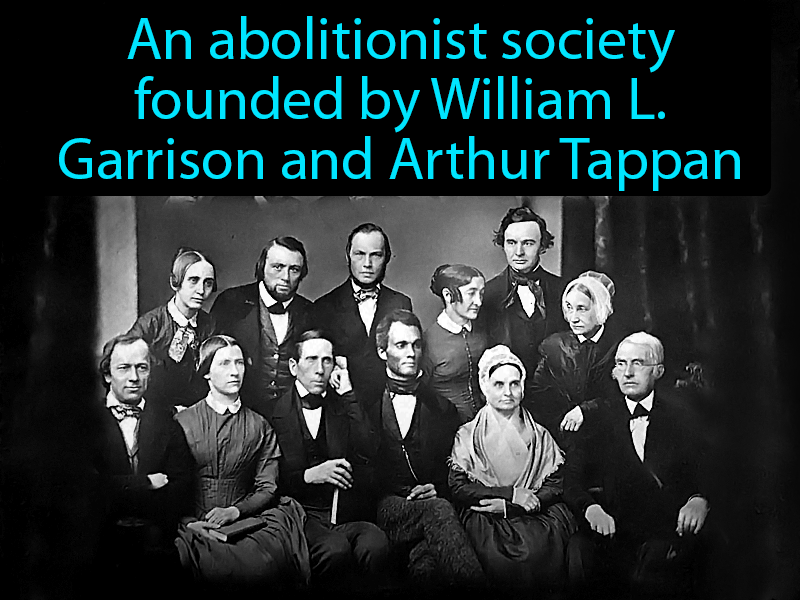 An abolitionist society
founded by William L.
Garrison and Arthur Tappan